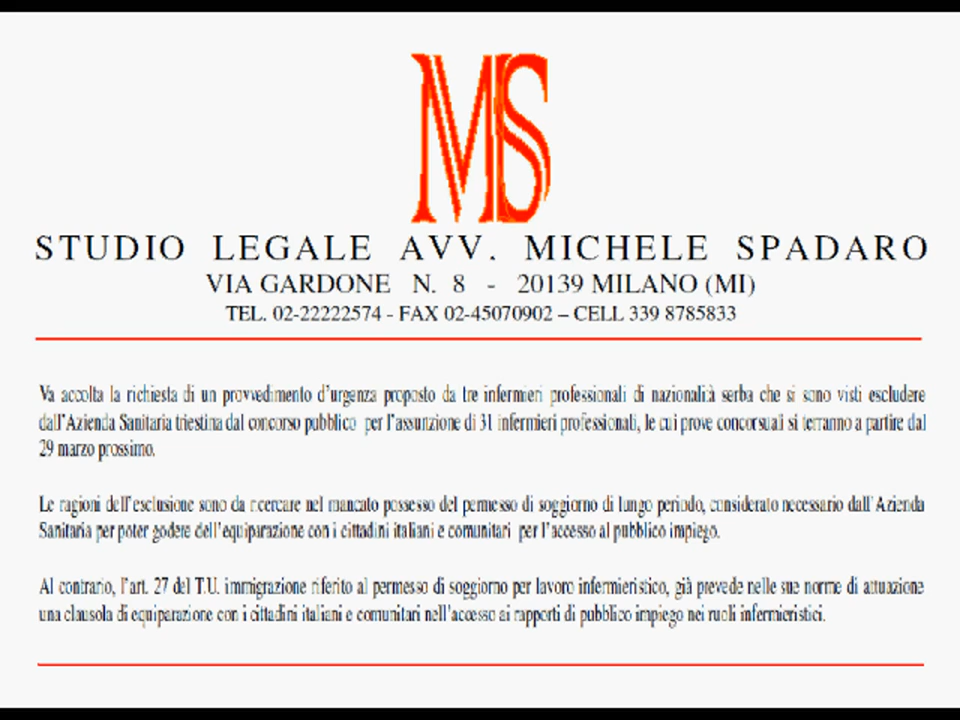 MS
STUDIO LEGALE AVV. MICHELE SPADARO
VIA GARDONE N. 8 - 20139 MILANO (MI)
TEL. 02-22222574 - FAX 02-45070902 – CELL 339 8785833
Va accolta la richiesta di un provvedimento d'urgenza proposto da tre infermieri professionali di nazionalità serba che si sono visti escludere
dall'Azienda Sanitaria triestina dal concorso pubblico per l'assunzione di 31 infermieri professionali, le cui prove concorsuali si terranno a partire dal
29 marzo prossimo.
Le ragioni dell'esclusione sono da ricercare nel mancato possesso del permesso di soggiorno di lungo periodo, considerato necessario dall'Azienda
Sanitaria per poter godere dell'equiparazione con i cittadini italiani e comunitari per l'accesso al pubblico impiego.
Al contrario, l'art. 27 del T.U. immigrazione riferito al permesso di soggiorno per lavoro infermieristico, già prevede nelle sue norme di attuazione
una clausola di equiparazione con i cittadini italiani e comunitari nell'accesso ai rapporti di pubblico impiego nei ruoli infermieristici.